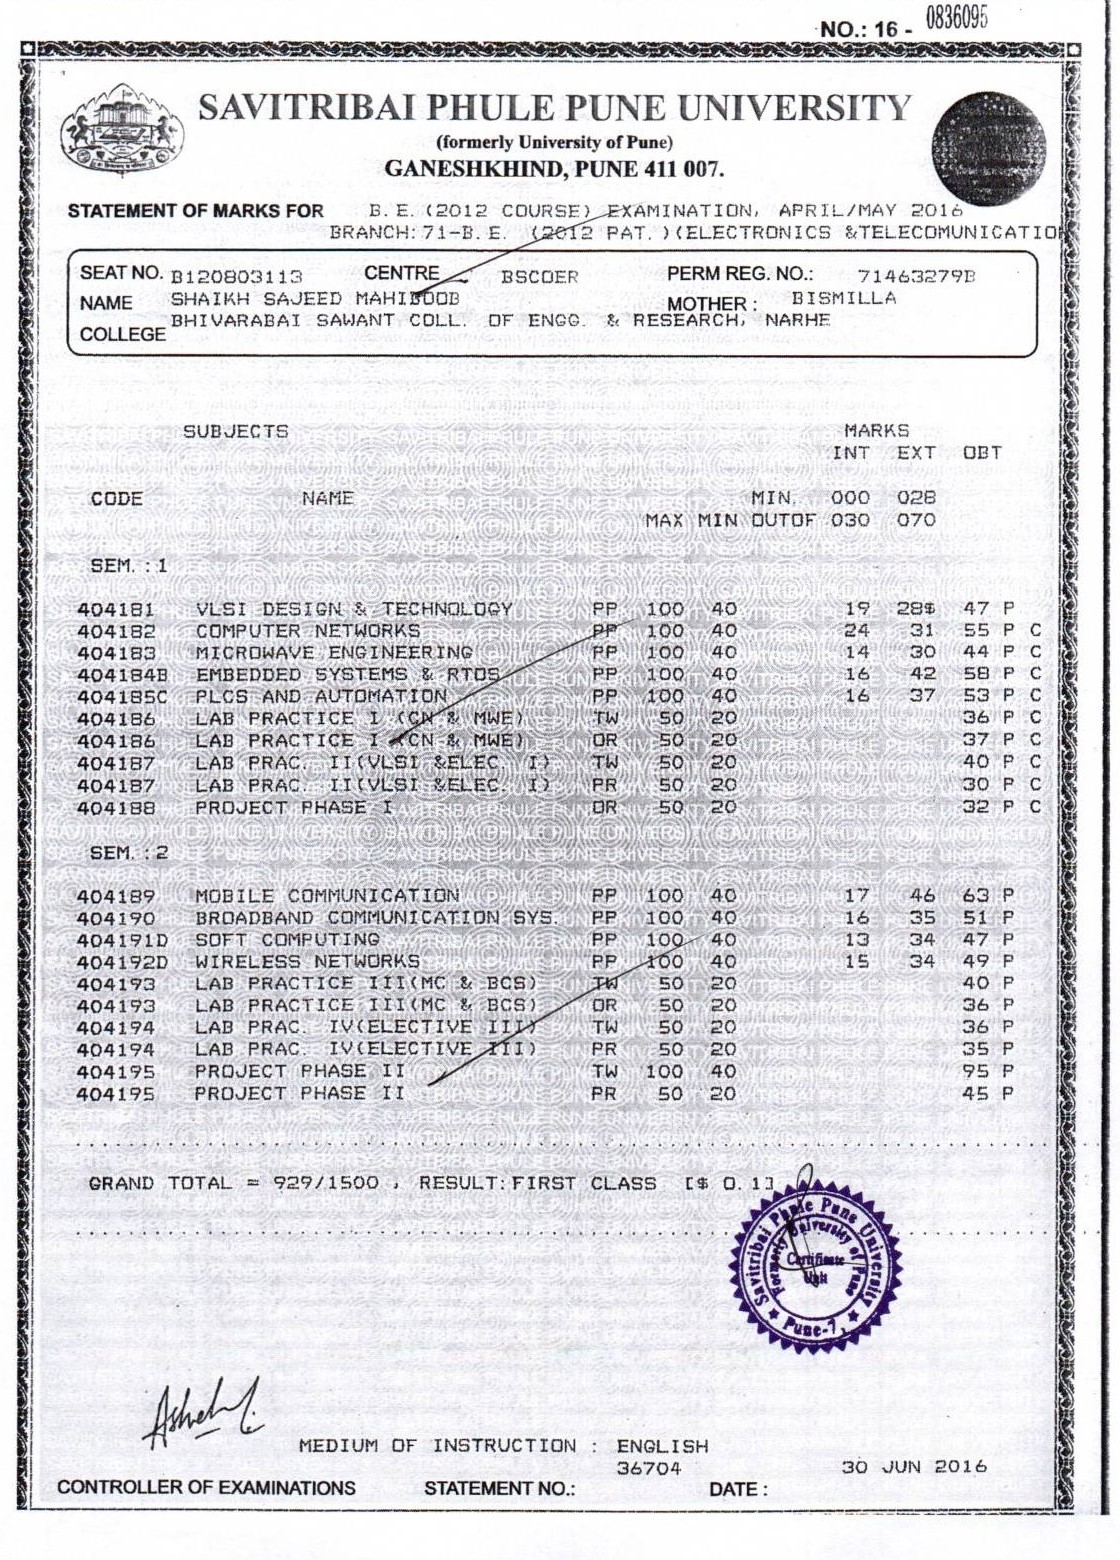 NO.: 16 - 0836095
SAVITRIBAI PHULE PUNE UNIVERSITY
(formerly University of Pune)
GANESHKHIND, PUNE 411 007.
STATEMENT OF MARKS FOR B.E.(2012 COURSE) EXAMINATION, APRIL/MAY 2016
BRANCH:71-B.E. (2012 PAT.)(ELECTRONICS &TELECOMUNICATIO
SEAT NO. B120803113 CENTRE BSCOER PERM REG. NO.: 71463279B
NAME SHAIKH SAJEED MAHIBOOB MOTHER : BISMILLA
COLLEGE BHIVARABAI SAWANT COLL. OF ENGG. & RESEARCH, NARHE
SUBJECTS MARKS
INT EXT OBT
CODE NAME MIN. 000 028
MAX MIN OUTOF 030 070
SEM. : 1
404181 VLSI DESIGN & TECHNOLOGY PP 100 40 19 28$ 47 P
404182 COMPUTER NETWORKS PP 100 40 24 31 55 P C
404183 MICROWAVE ENGINEERING PP 100 40 14 30 44 P C
404184B EMBEDDED SYSTEMS & RTOS PP 100 40 16 42 58 P C
404185C PLCS AND AUTOMATION PP 100 40 16 37 53 P C
404186 LAB PRACTICE I (CN & MWE) TW 50 20 36 P C
404186 LAB PRACTICE I (CN & MWE) OR 50 20 37 P C
404187 LAB PRAC. II(VLSI &ELEC I) TW 50 20 40 P C
404187 LAB PRAC. II(VLSI &ELEC. I) PR 50 20 30 P C
404188 PROJECT PHASE I OR 50 20 32 P C
SEM. : 2
404189 MOBILE COMMUNICATION PP 100 40 17 46 63 P
404190 BROADBAND COMMUNICATION SYS. PP 100 40 16 35 51 P
404191D SOFT COMPUTING PP 100 40 13 34 47 P
404192D WIRELESS NETWORKS PP 100 40 15 34 49 P
404193 LAB PRACTICE III(MC & BCS) TW 50 20 40 P
404193 LAB PRACTICE III(MC & BCS) OR 50 20 36 P
404194 LAB PRAC. IV(ELECTIVE III) TW 50 20 36 P
404194 LAB PRAC. IV(ELECTIVE III) PR 50 20 35 P
404195 PROJECT PHASE II TW 100 40 95 P
404195 PROJECT PHASE II PR 50 20 45 P
GRAND TOTAL = 929/1500 , RESULT:FIRST CLASS [$ 0.1]
Savitribai Phule Pune University
Formerly University of Pune
Certificate
Unit
Pune-7.
MEDIUM OF INSTRUCTION : ENGLISH
36704 30 JUN 2016
CONTROLLER OF EXAMINATIONS STATEMENT NO.: DATE :